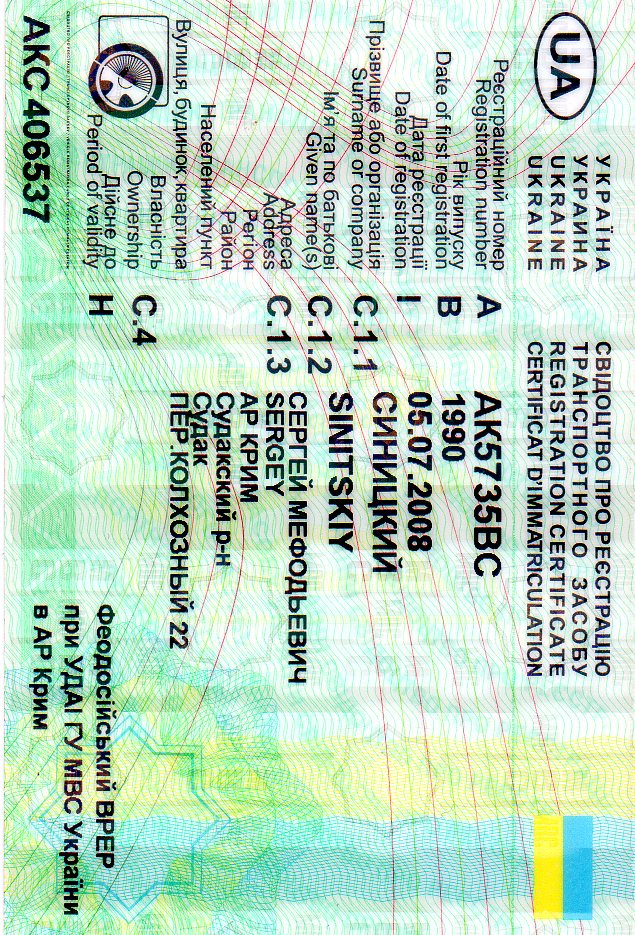 UA
УКРАЇНА СВІДОЦТВО ПРО РЕЄСТРАЦІЮ
УКРАИНА ТРАНСПОРТНОГО ЗАСОБУ
UKRAINE REGISTRATION CERTIFICATE
UKRAINE CERTIFICAT D'IMMATRICULATION
Реєстраційний номер
Registration number A АК5735ВС
Рік випуску
Date of first registration B 1990
Дата реєстрації
Date of registration I 05.07.2008
Прізвище або організація C.1.1 СИНИЦКИЙ
Surname or company SINITSKIY
Ім'я та по батькові C.1.2 СЕРГЕЙ МЕФОДЬЕВИЧ
Given name(s) SERGEY
Адреса C.1.3 АР КРИМ
Address
Регіон Судакский р-н
Район Судак
Населений пункт ПЕР.КОЛХОЗНЫЙ 22
Вулиця, будинок, квартира
Власність C.4
Ownership
Дійсне до H
Period of validity
Феодосійський ВРЕР
при УДАІ ГУ МВС України
в АР Крим
АКС 406537